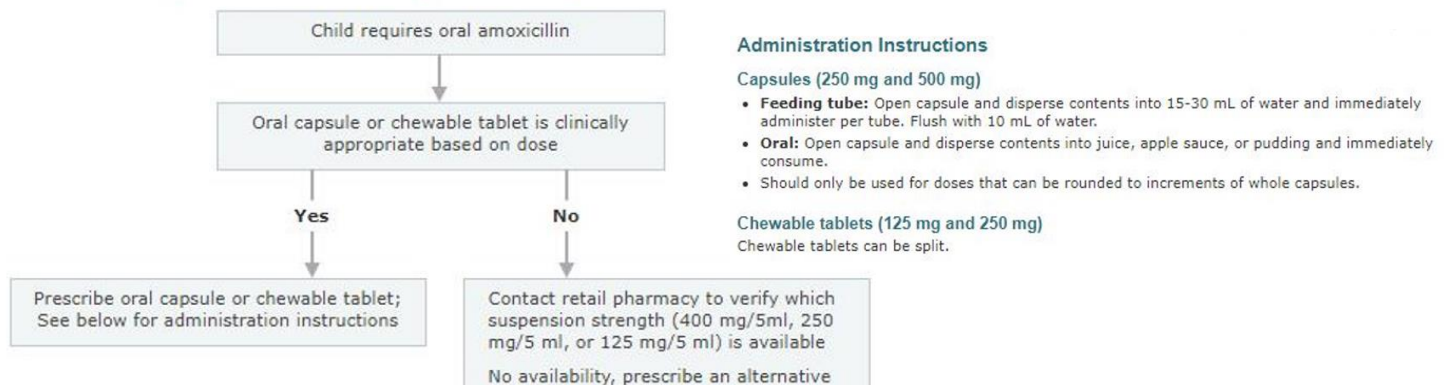 Child requires oral amoxicillin
Oral capsule or chewable tablet is clinically
appropriate based on dose
Yes
No
Prescribe oral capsule or chewable tablet;
See below for administration instructions
Contact retail pharmacy to verify which
suspension strength (400 mg/5ml, 250
mg/5 ml, or 125 mg/5 ml) is available
No availability, prescribe an alternative
Administration Instructions
Capsules (250 mg and 500 mg)
• Feeding tube: Open capsule and disperse contents into 15-30 mL of water and immediately
administer per tube. Flush with 10 mL of water.
• Oral: Open capsule and disperse contents into juice, apple sauce, or pudding and immediately
consume.
• Should only be used for doses that can be rounded to increments of whole capsules.
Chewable tablets (125 mg and 250 mg)
Chewable tablets can be split.